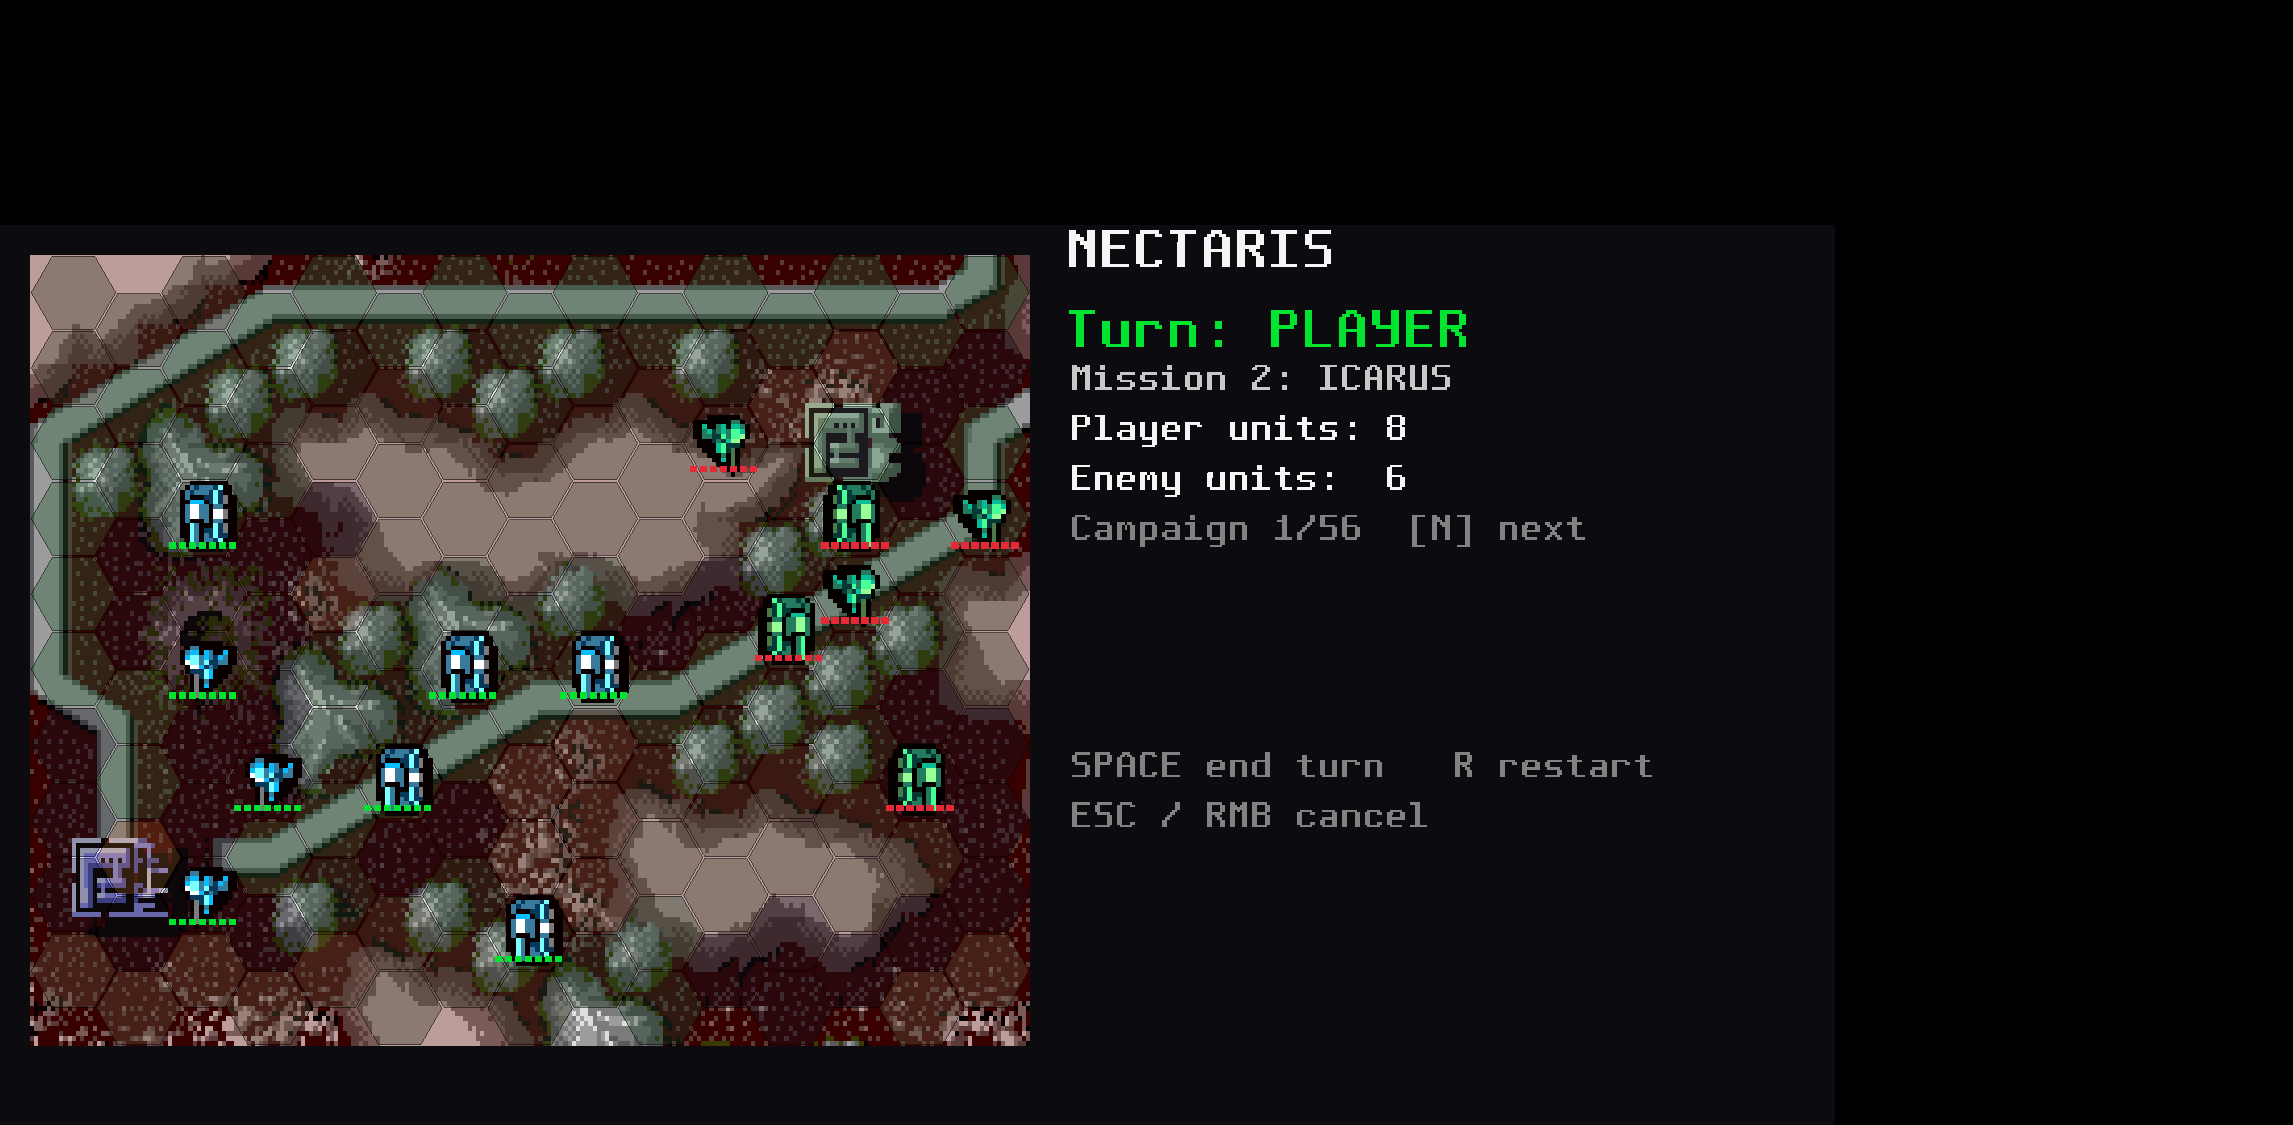 NECTARIS
Turn: PLAYER
Mission 2: ICARUS
Player units: 8
Enemy units: 6
Campaign 1/56 [N] next
SPACE end turn R restart
ESC / RMB cancel